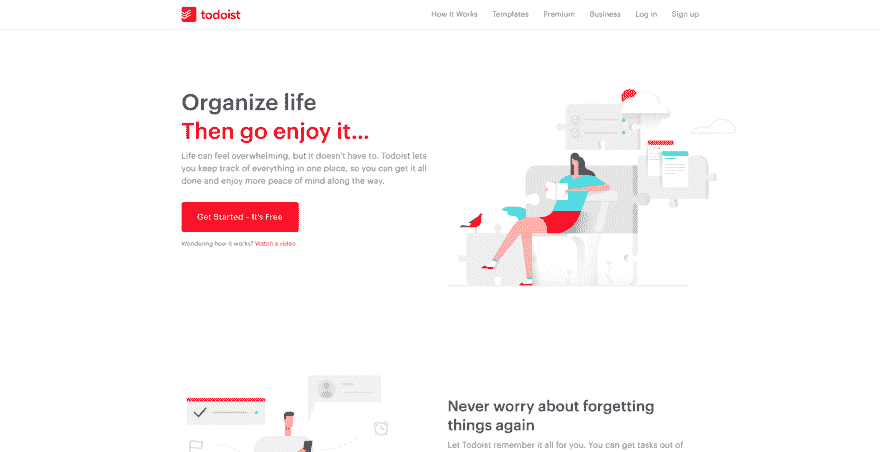 todoist
How It Works Templates Premium Business Log in Sign up
Organize life
Then go enjoy it...
Life can feel overwhelming, but it doesn't have to. Todoist lets
you keep track of everything in one place, so you can get it all
done and enjoy more peace of mind along the way.
Get Started - It's Free
Wondering how it works? Watch a video
Never worry about forgetting
things again
Let Todoist remember it all for you. You can get tasks out of